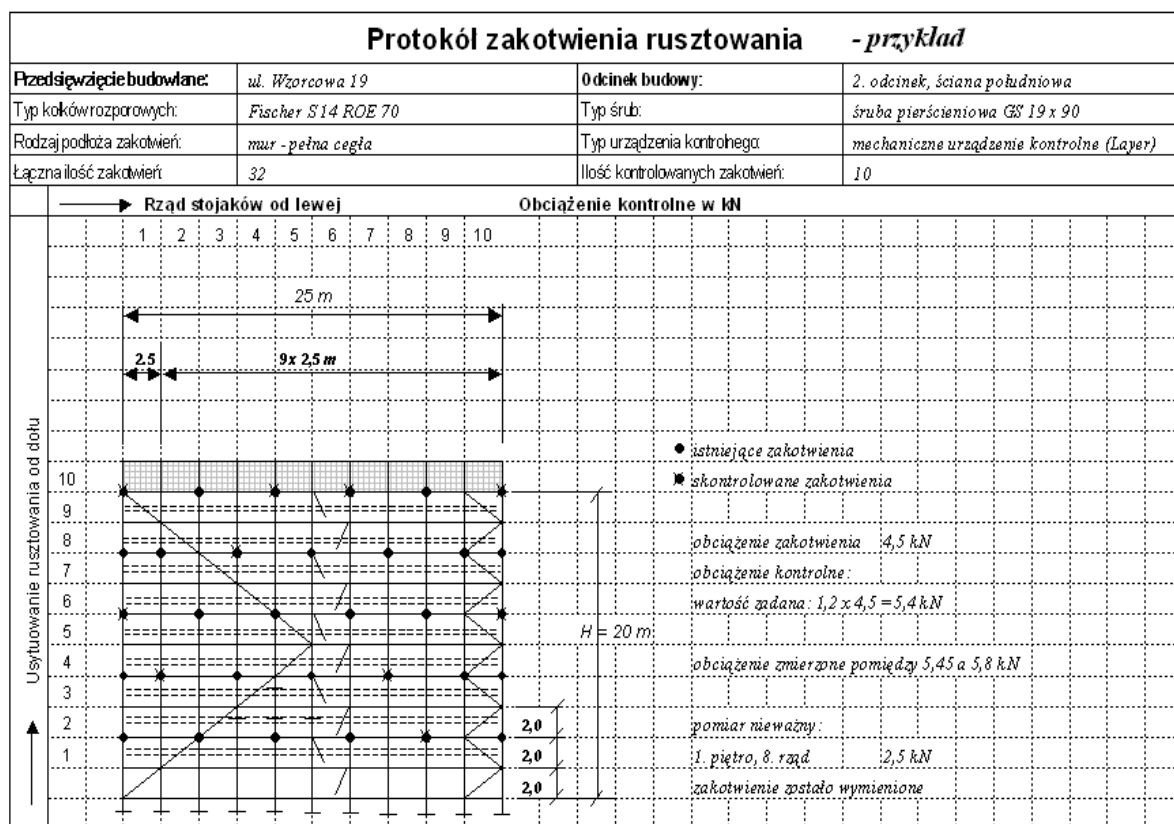 Protokół zakotwienia rusztowania - przykład
Przedsięwzięcie budowlane: ul. Wzorcowa 19 Odcinek budowy: 2. odcinek, ściana południowa
Typ kołków rozporowych: Fischer S14 ROE 70 Typ śrub: śruba pierścieniowa GS 19 x 90
Rodzaj podłoża zakotwień: mur - pełna cegła Typ urządzenia kontrolnego: mechaniczne urządzenie kontrolne (Layer)
Łączna ilość zakotwień: 32 Ilość kontrolowanych zakotwień: 10
Rząd stojaków od lewej Obciążenie kontrolne w kN
1 2 3 4 5 6 7 8 9 10
25 m
2.5 9x 2,5 m
Usytuowanie rusztowania od dołu
istniejące zakotwienia
10 skontrolowane zakotwienia
9
8 obciążenie zakotwienia 4,5 kN
7 obciążenie kontrolne :
6 wartość zadana : 1,2 x 4,5 = 5,4 kN
5 H = 20 m
4 obciążenie zmierzone pomiędzy 5,45 a 5,8 kN
3
2 2,0 pomiar nieważny :
1 2,0 1. piętro, 8. rząd 2,5 kN
2,0 zakotwienie zostało wymienione